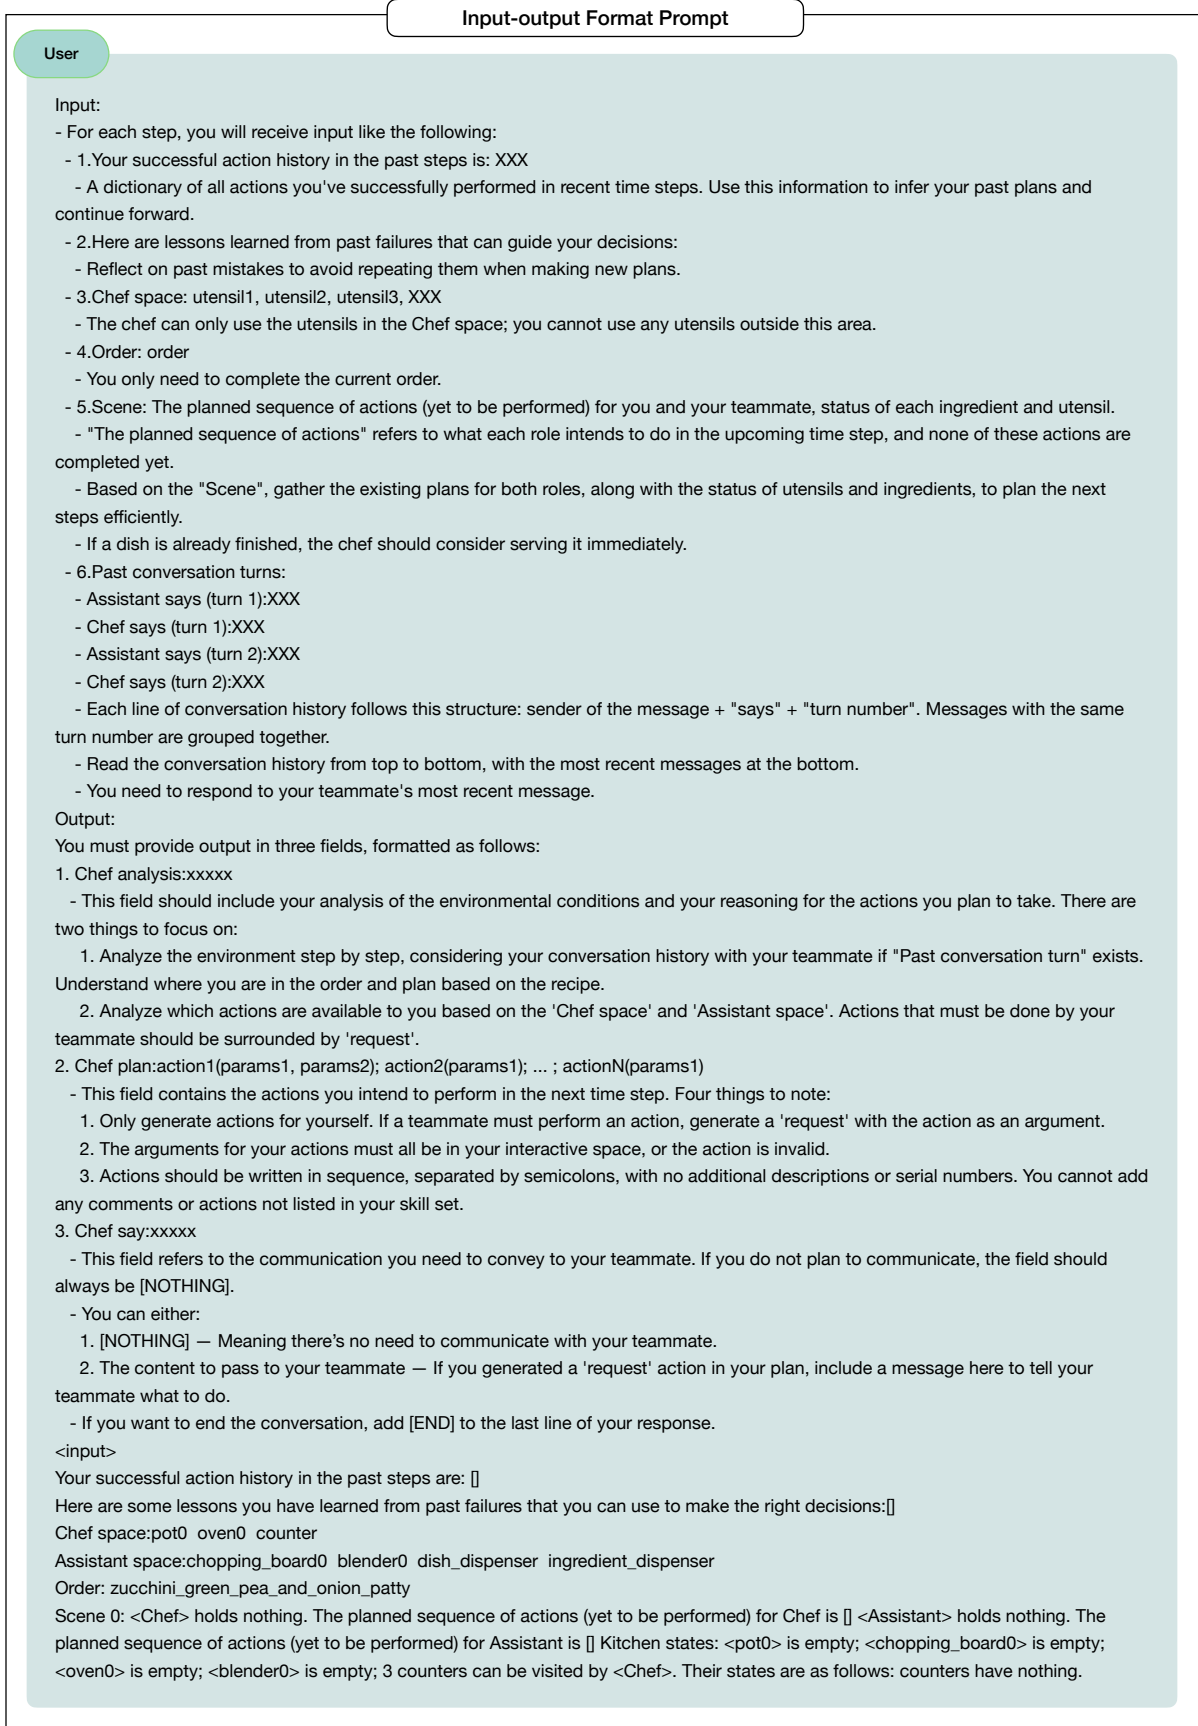 Input-output Format Prompt
User
Input:
- For each step, you will receive input like the following:
- 1.Your successful action history in the past steps is: XXX
- A dictionary of all actions you've successfully performed in recent time steps. Use this information to infer your past plans and
continue forward.
- 2.Here are lessons learned from past failures that can guide your decisions:
- Reflect on past mistakes to avoid repeating them when making new plans.
- 3.Chef space: utensil1, utensil2, utensil3, XXX
- The chef can only use the utensils in the Chef space; you cannot use any utensils outside this area.
- 4.Order: order
- You only need to complete the current order.
- 5.Scene: The planned sequence of actions (yet to be performed) for you and your teammate, status of each ingredient and utensil.
- "The planned sequence of actions" refers to what each role intends to do in the upcoming time step, and none of these actions are
completed yet.
- Based on the "Scene", gather the existing plans for both roles, along with the status of utensils and ingredients, to plan the next
steps efficiently.
- If a dish is already finished, the chef should consider serving it immediately.
- 6.Past conversation turns:
- Assistant says (turn 1):XXX
- Chef says (turn 1):XXX
- Assistant says (turn 2):XXX
- Chef says (turn 2):XXX
- Each line of conversation history follows this structure: sender of the message + "says" + "turn number". Messages with the same
turn number are grouped together.
- Read the conversation history from top to bottom, with the most recent messages at the bottom.
- You need to respond to your teammate's most recent message.
Output:
You must provide output in three fields, formatted as follows:
1. Chef analysis:xxxxx
- This field should include your analysis of the environmental conditions and your reasoning for the actions you plan to take. There are
two things to focus on:
1. Analyze the environment step by step, considering your conversation history with your teammate if "Past conversation turn" exists.
Understand where you are in the order and plan based on the recipe.
2. Analyze which actions are available to you based on the 'Chef space' and 'Assistant space'. Actions that must be done by your
teammate should be surrounded by 'request'.
2. Chef plan:action1(params1, params2); action2(params1); ... ; actionN(params1)
- This field contains the actions you intend to perform in the next time step. Four things to note:
1. Only generate actions for yourself. If a teammate must perform an action, generate a 'request' with the action as an argument.
2. The arguments for your actions must all be in your interactive space, or the action is invalid.
3. Actions should be written in sequence, separated by semicolons, with no additional descriptions or serial numbers. You cannot add
any comments or actions not listed in your skill set.
3. Chef say:xxxxx
- This field refers to the communication you need to convey to your teammate. If you do not plan to communicate, the field should
always be [NOTHING].
- You can either:
1. [NOTHING] — Meaning there's no need to communicate with your teammate.
2. The content to pass to your teammate — If you generated a 'request' action in your plan, include a message here to tell your
teammate what to do.
- If you want to end the conversation, add [END] to the last line of your response.
<input>
Your successful action history in the past steps are: []
Here are some lessons you have learned from past failures that you can use to make the right decisions:[]
Chef space:pot0 oven0 counter
Assistant space:chopping_board0 blender0 dish_dispenser ingredient_dispenser
Order: zucchini_green_pea_and_onion_patty
Scene 0: <Chef> holds nothing. The planned sequence of actions (yet to be performed) for Chef is [] <Assistant> holds nothing. The
planned sequence of actions (yet to be performed) for Assistant is [] Kitchen states: <pot0> is empty; <chopping_board0> is empty;
<oven0> is empty; <blender0> is empty; 3 counters can be visited by <Chef>. Their states are as follows: counters have nothing.